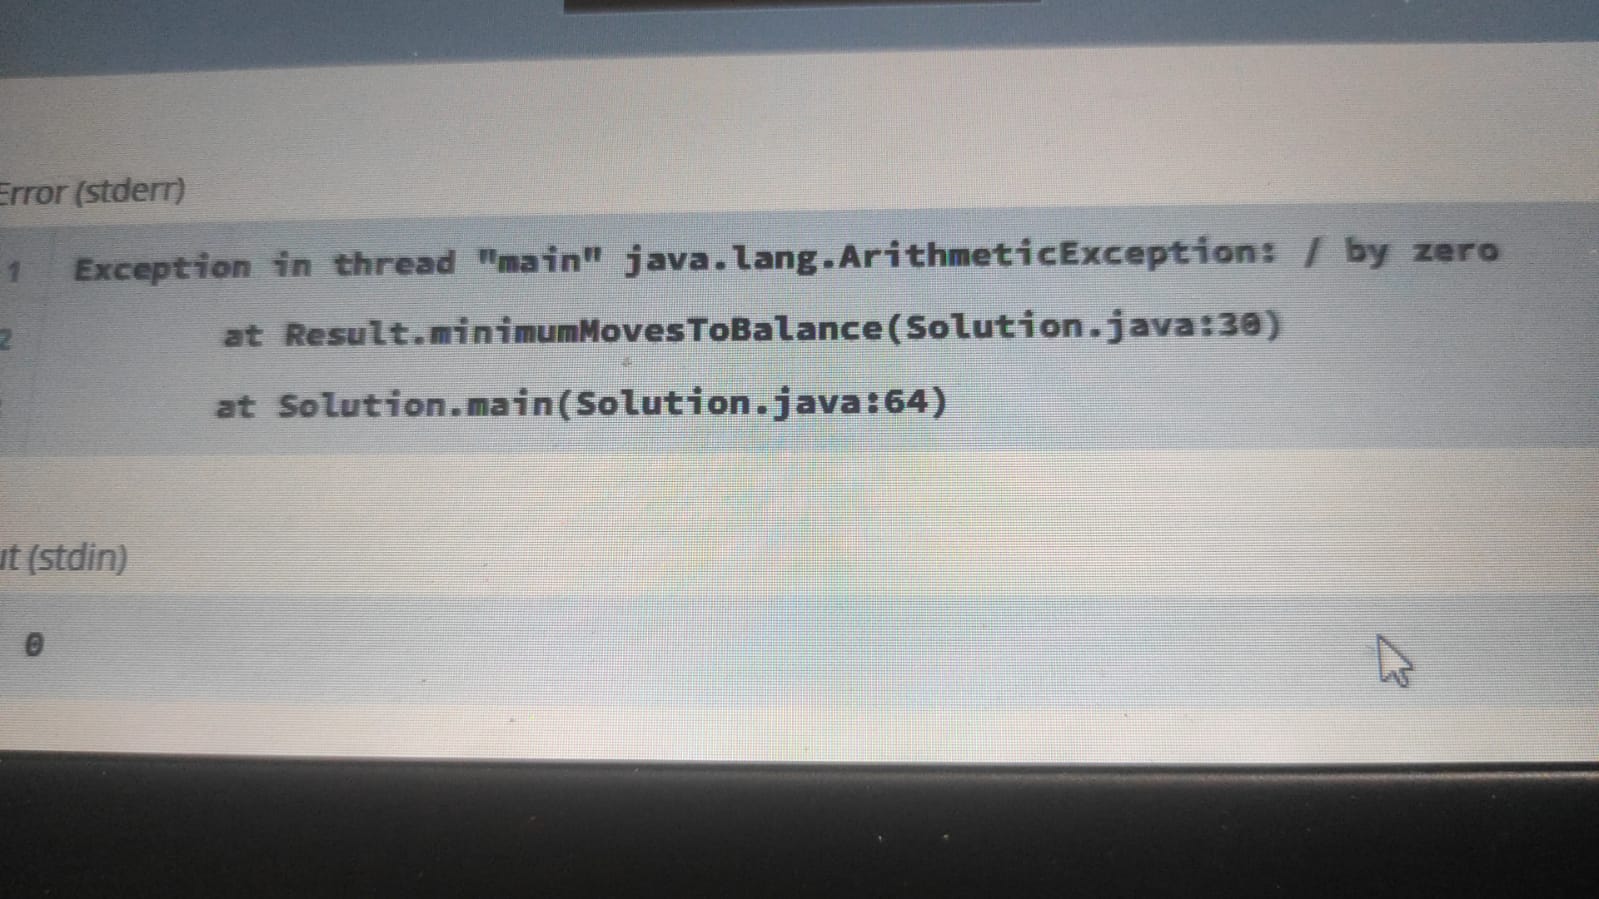 Error (stderr)
1 Exception in thread "main" java.lang.ArithmeticException: / by zero
2 at Result.minimumMovesToBalance(Solution.java:30)
at Solution.main(Solution.java:64)
(stdin)
0